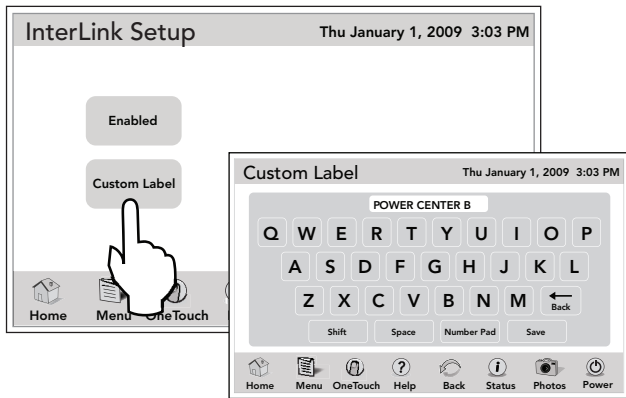 InterLink Setup
Thu January 1, 2009 3:03 PM
Enabled
Custom Label
Home Menu OneTouch
Custom Label
Thu January 1, 2009 3:03 PM
POWER CENTER B
Q W E R T Y U I O P
A S D F G H J K L
Z X C V B N M Back
Shift Space Number Pad Save
Home Menu OneTouch Help Back Status Photos Power